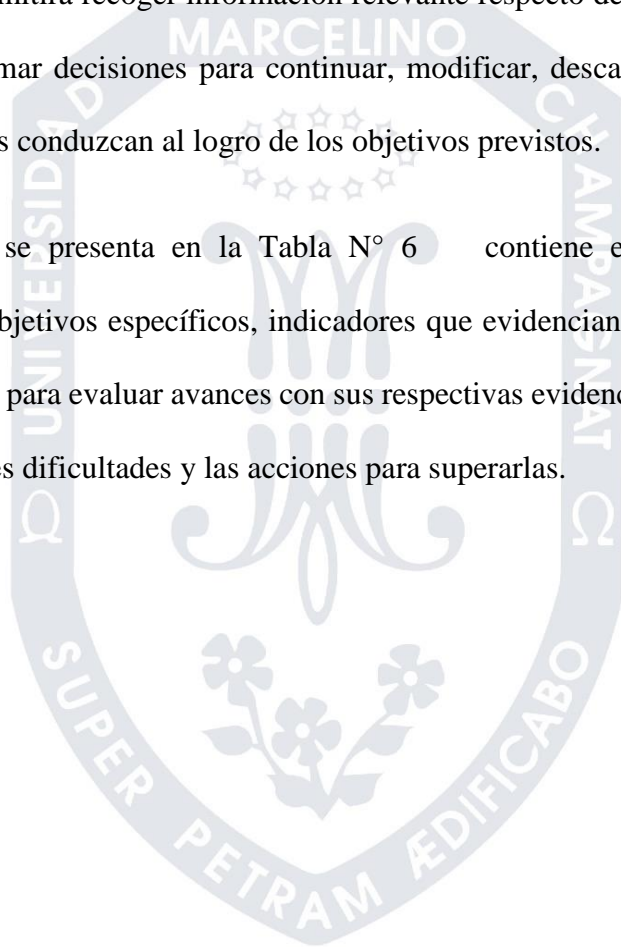 mitirá recoger información relevante respecto de
mar decisiones para continuar, modificar, desca
s conduzcan al logro de los objetivos previstos.
se presenta en la Tabla N° 6 contiene e
bjetivos específicos, indicadores que evidencian
para evaluar avances con sus respectivas evidenc
es dificultades y las acciones para superarlas.
UNIVERSIDAD
MARCELINO
CHAMPAGNAT
SUPER PETRAM ÆDIFICABO